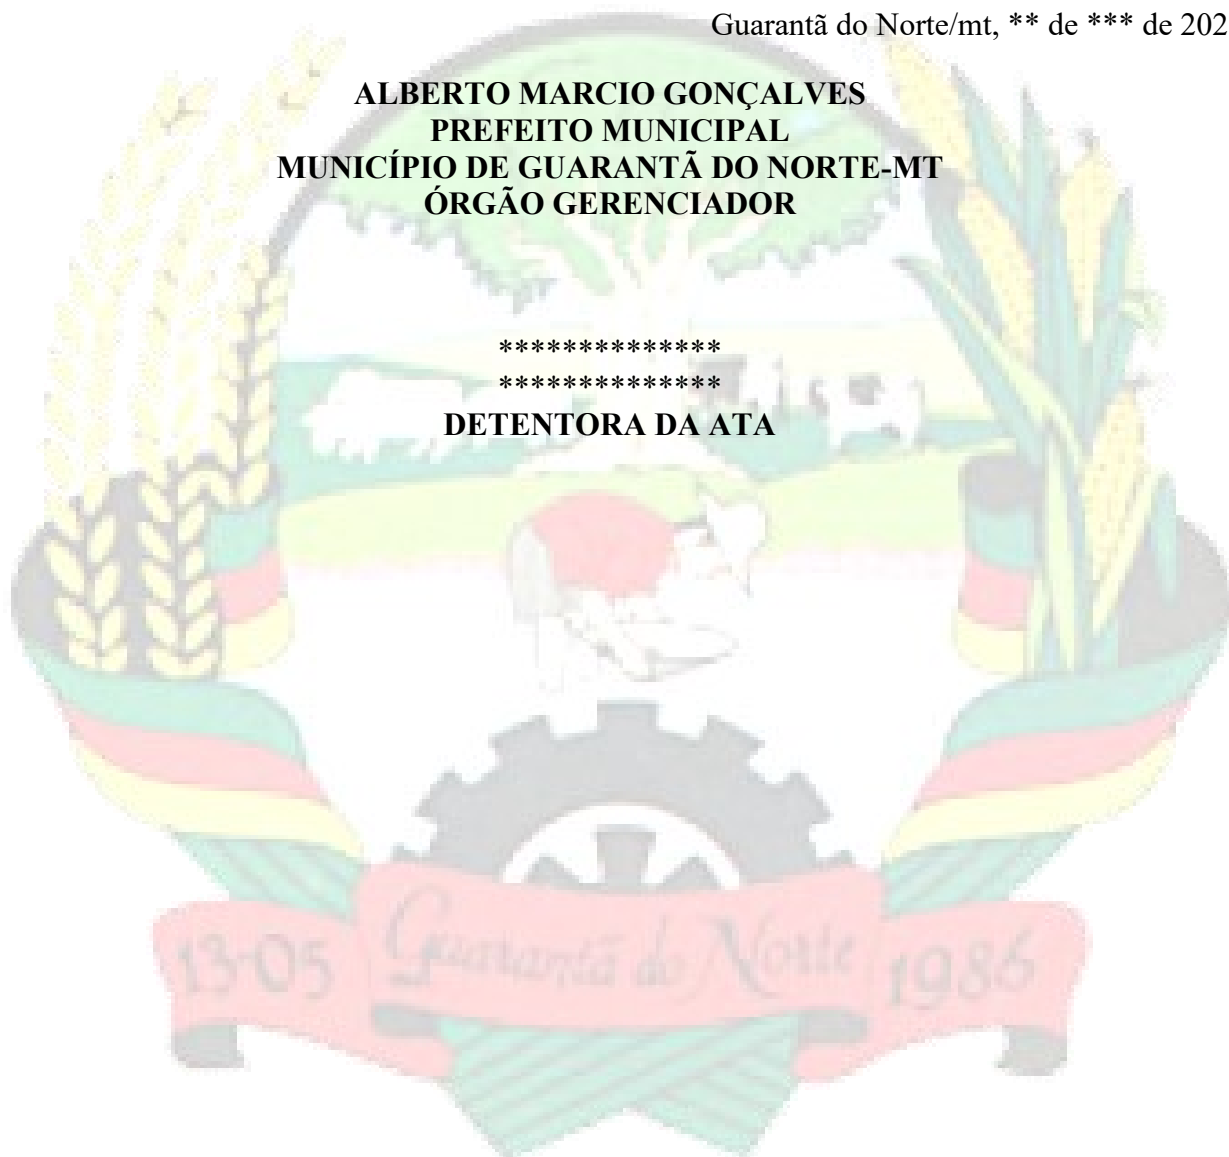 Guarantã do Norte/mt, ** de *** de 202
ALBERTO MARCIO GONÇALVES
PREFEITO MUNICIPAL
MUNICÍPIO DE GUARANTÃ DO NORTE-MT
ÓRGÃO GERENCIADOR
**************
**************
DETENTORA DA ATA
13-05 Guarantã do Norte 1986